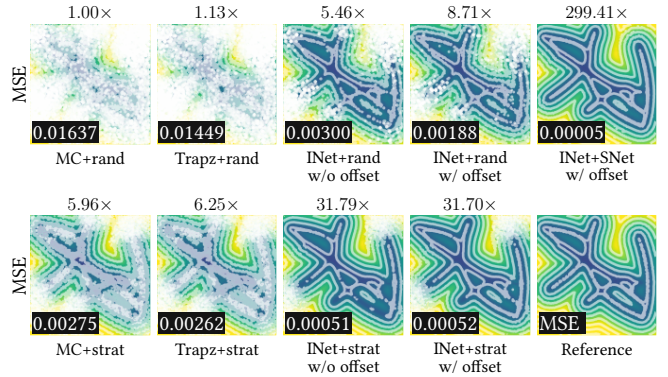 1.00× 1.13× 5.46× 8.71× 299.41×
MSE
0.01637 0.01449 0.00300 0.00188 0.00005
MC+rand Trapz+rand INet+rand INet+rand INet+SNet
w/o offset w/ offset w/ offset
5.96× 6.25× 31.79× 31.70×
MSE
0.00275 0.00262 0.00051 0.00052 MSE
MC+strat Trapz+strat INet+strat INet+strat Reference
w/o offset w/ offset